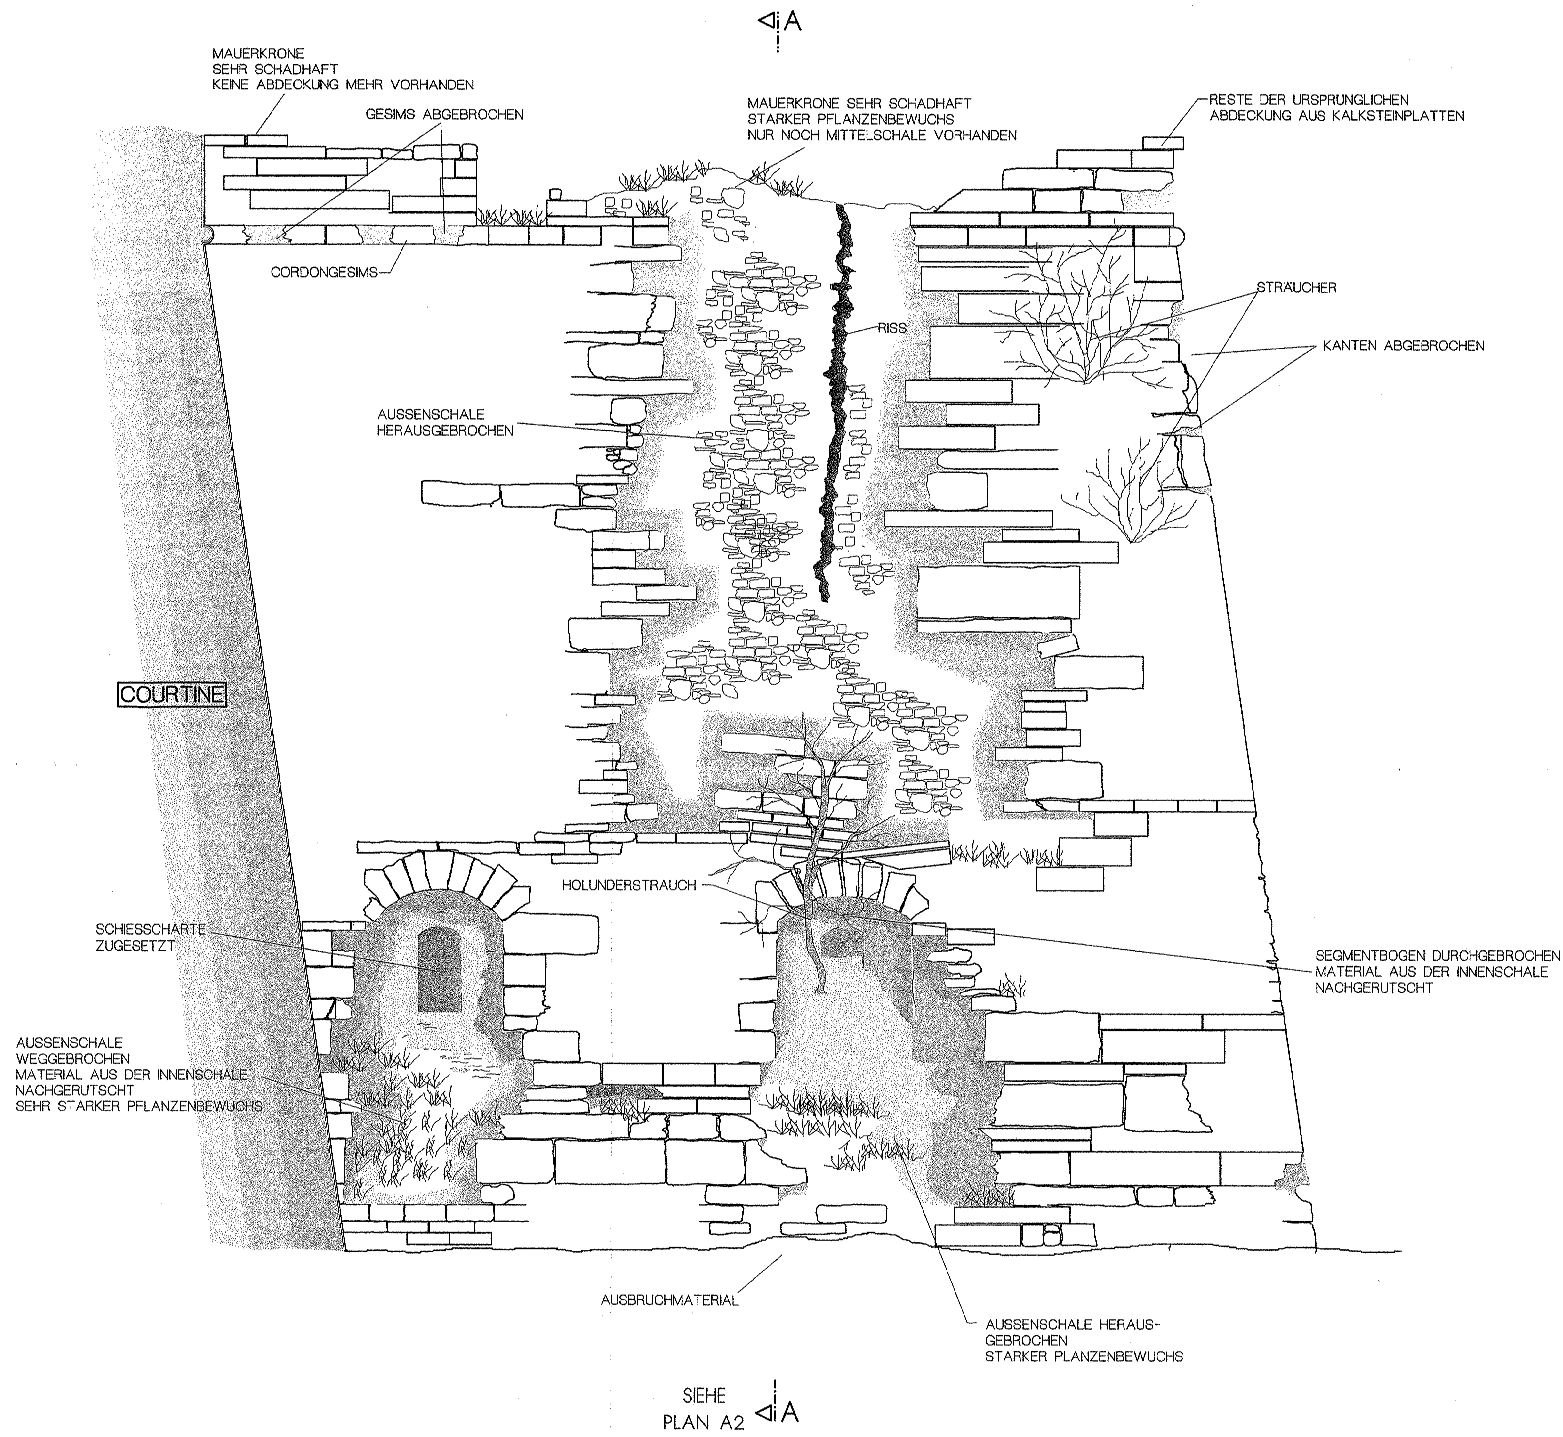 A
MAUERKRONE
SEHR SCHADHAFT
KEINE ABDECKUNG MEHR VORHANDEN
GESIMS ABGEBROCHEN
MAUERKRONE SEHR SCHADHAFT
STARKER PFLANZENBEWUCHS
NUR NOCH MITTELSCHALE VORHANDEN
RESTE DER URSPRUNGLICHEN
ABDECKUNG AUS KALKSTEINPLATTEN
CORDONGESIMS
STRÄUCHER
RISS
KANTEN ABGEBROCHEN
AUSSENSCHALE
HERAUSGEBROCHEN
COURTINE
HOLUNDERSTRAUCH
SCHIESSCHARTE
ZUGESETZT
SEGMENTBOGEN DURCHGEBROCHEN
MATERIAL AUS DER INNENSCHALE
NACHGERUTSCHT
AUSSENSCHALE
WEGGEBROCHEN
MATERIAL AUS DER INNENSCHALE
NACHGERUTSCHT
SEHR STARKER PFLANZENBEWUCHS
AUSBRUCHMATERIAL
AUSSENSCHALE HERAUS-
GEBROCHEN
STARKER PLANZENBEWUCHS
SIEHE
PLAN A2
A